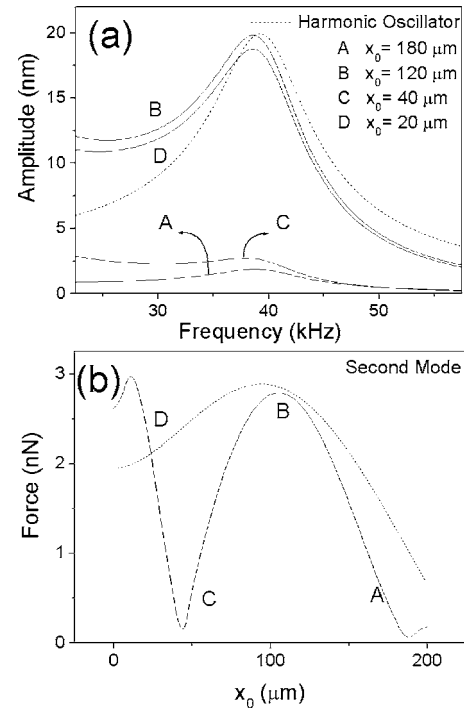 (a)
Harmonic Oscillator
A x₀= 180 μm
B x₀= 120 μm
C x₀= 40 μm
D x₀= 20 μm
20
15
10
5
0
Amplitude (nm)
B
D
A
C
30
40
50
Frequency (kHz)
(b)
Second Mode
3
2
1
0
Force (nN)
D
B
C
A
0
100
200
x₀ (μm)